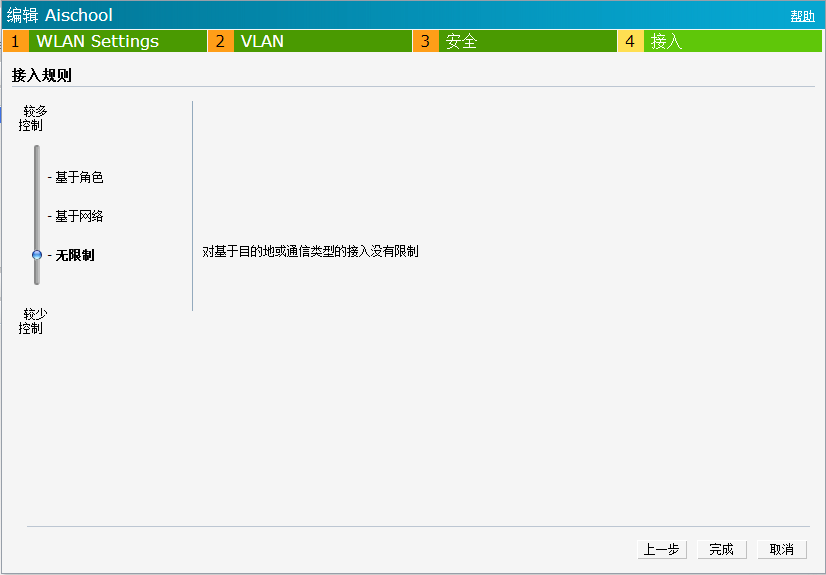 编辑 Aischool 帮助
1 WLAN Settings 2 VLAN 3 安全 4 接入
接入规则
较多
控制
- 基于角色
- 基于网络
- 无限制
对基于目的地或通信类型的接入没有限制
较少
控制
上一步 完成 取消